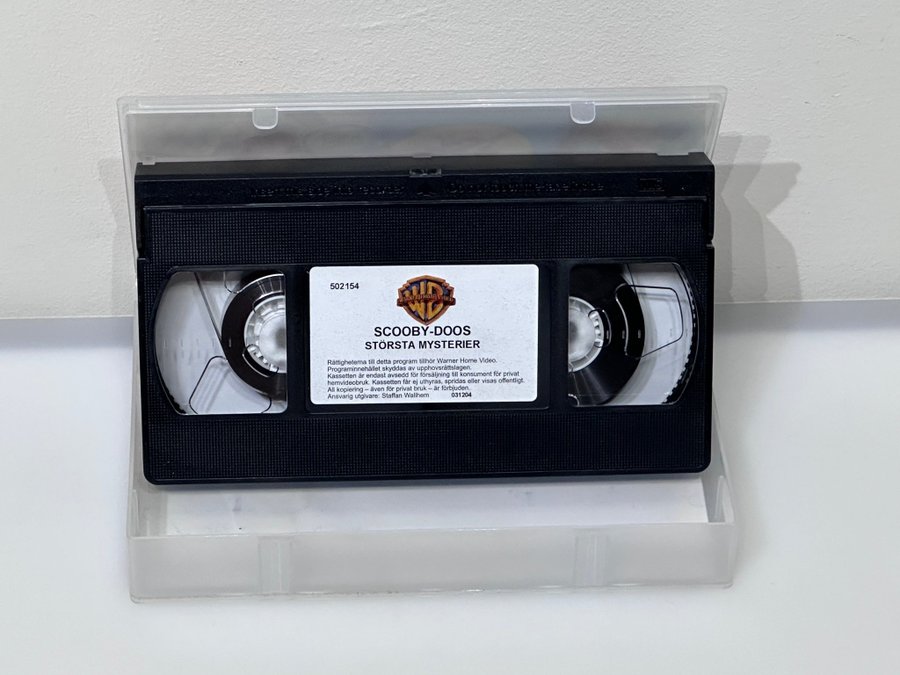 502154
WB
SCOOBY-DOOS
STÖRSTA MYSTERIER
Rättigheterna till detta program tillhör Warner Home Video.
Programinnehållet skyddas av upphovsrättslagen.
Kassetten är endast avsedd för försäljning till konsument för privat
hemvideobruk. Kassetten får ej uthyras, spridas eller visas offentligt.
All kopiering – även för privat bruk – är förbjuden.
Ansvarig utgivare: Staffan Wallhem 031204